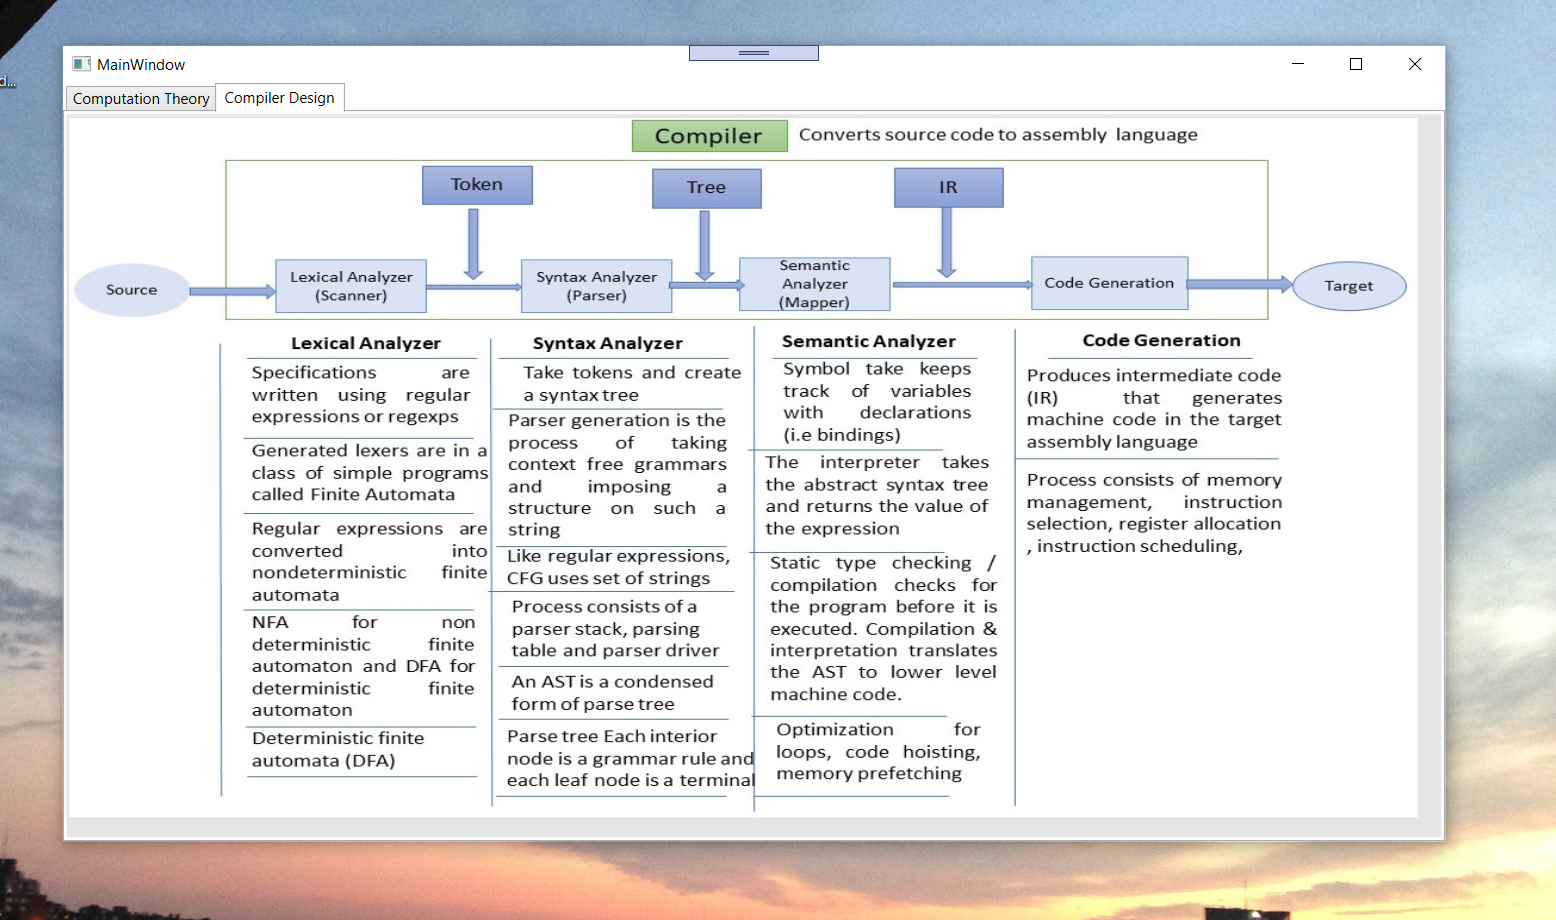 d...
MainWindow
Computation Theory
Compiler Design
Compiler
Converts source code to assembly language
Token
Tree
IR
Source
Lexical Analyzer
(Scanner)
Syntax Analyzer
(Parser)
Semantic
Analyzer
(Mapper)
Code Generation
Target
Lexical Analyzer
Specifications are
written using regular
expressions or regexps
Generated lexers are in a
class of simple programs
called Finite Automata
Regular expressions are
converted into
nondeterministic finite
automata
NFA for non
deterministic finite
automaton and DFA for
deterministic finite
automaton
Deterministic finite
automata (DFA)
Syntax Analyzer
Take tokens and create
a syntax tree
Parser generation is the
process of taking
context free grammars
and imposing a
structure on such a
string
Like regular expressions,
CFG uses set of strings
Process consists of a
parser stack, parsing
table and parser driver
An AST is a condensed
form of parse tree
Parse tree Each interior
node is a grammar rule and
each leaf node is a terminal
Semantic Analyzer
Symbol take keeps
track of variables
with declarations
(i.e bindings)
The interpreter takes
the abstract syntax tree
and returns the value of
the expression
Static type checking /
compilation checks for
the program before it is
executed. Compilation &
interpretation translates
the AST to lower level
machine code.
Optimization for
loops, code hoisting,
memory prefetching
Code Generation
Produces intermediate code
(IR) that generates
machine code in the target
assembly language
Process consists of memory
management, instruction
selection, register allocation
, instruction scheduling,